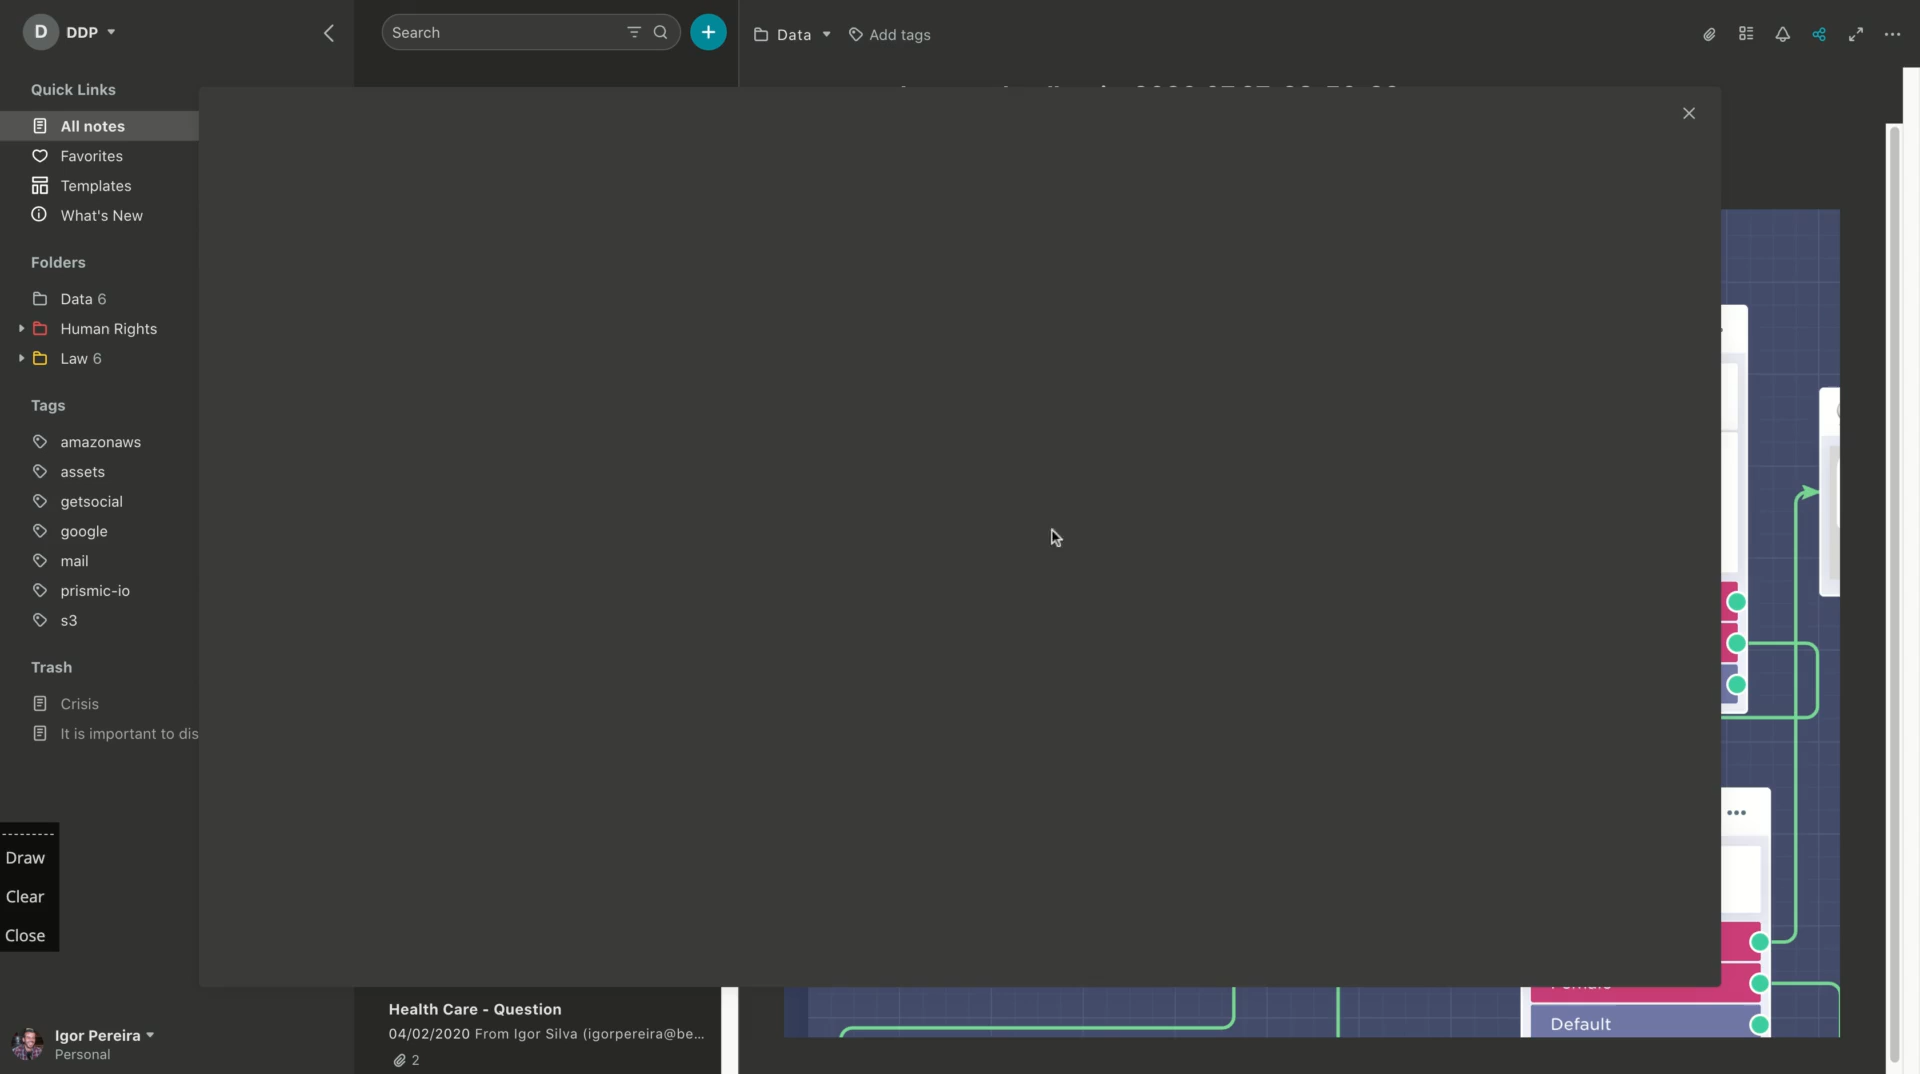 D DDP
Search
Data
Add tags
Quick Links
All notes
Favorites
Templates
What's New
Folders
Data 6
Human Rights
Law 6
Tags
amazonaws
assets
getsocial
google
mail
prismic-io
s3
Trash
Crisis
It is important to dis
Draw
Clear
Close
Igor Pereira
Personal
Health Care - Question
04/02/2020 From Igor Silva (igorpereira@be...
2
Default